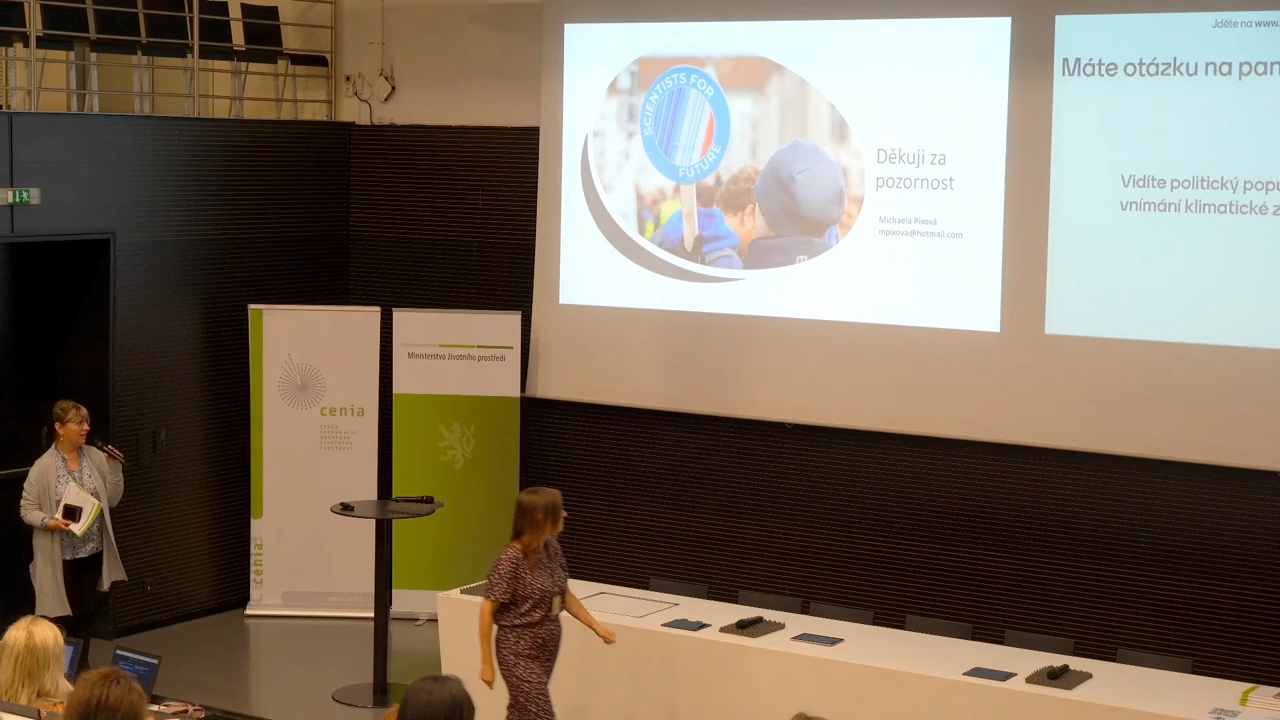 Jděte na www.
Máte otázku na pan
Vidíte politický popu
vnímání klimatické z
SCIENTISTS FOR
FUTURE
Děkuji za
pozornost
Michaela Pixová
mpixova@hotmail.com
Ministerstvo životního prostředí
cenia
cenia